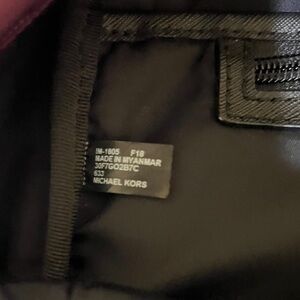 IM-1805 F18
MADE IN MYANMAR
30F7GO2B7C
633
MICHAEL KORS